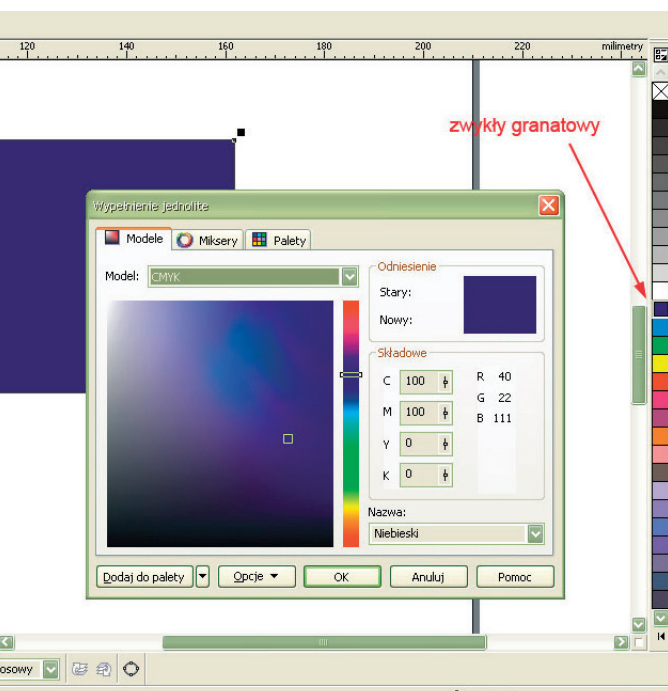 120 140 160 180 200 220 milimetry
zwykły granatowy
Wypełnienie jednolite
Modele Miksery Palety
Model: CMYK
Odniesienie
Stary:
Nowy:
Składowe
C 100 R 40
M 100 G 22
B 111
Y 0
K 0
Nazwa:
Niebieski
Dodaj do palety Opcje OK Anuluj Pomoc
osowy